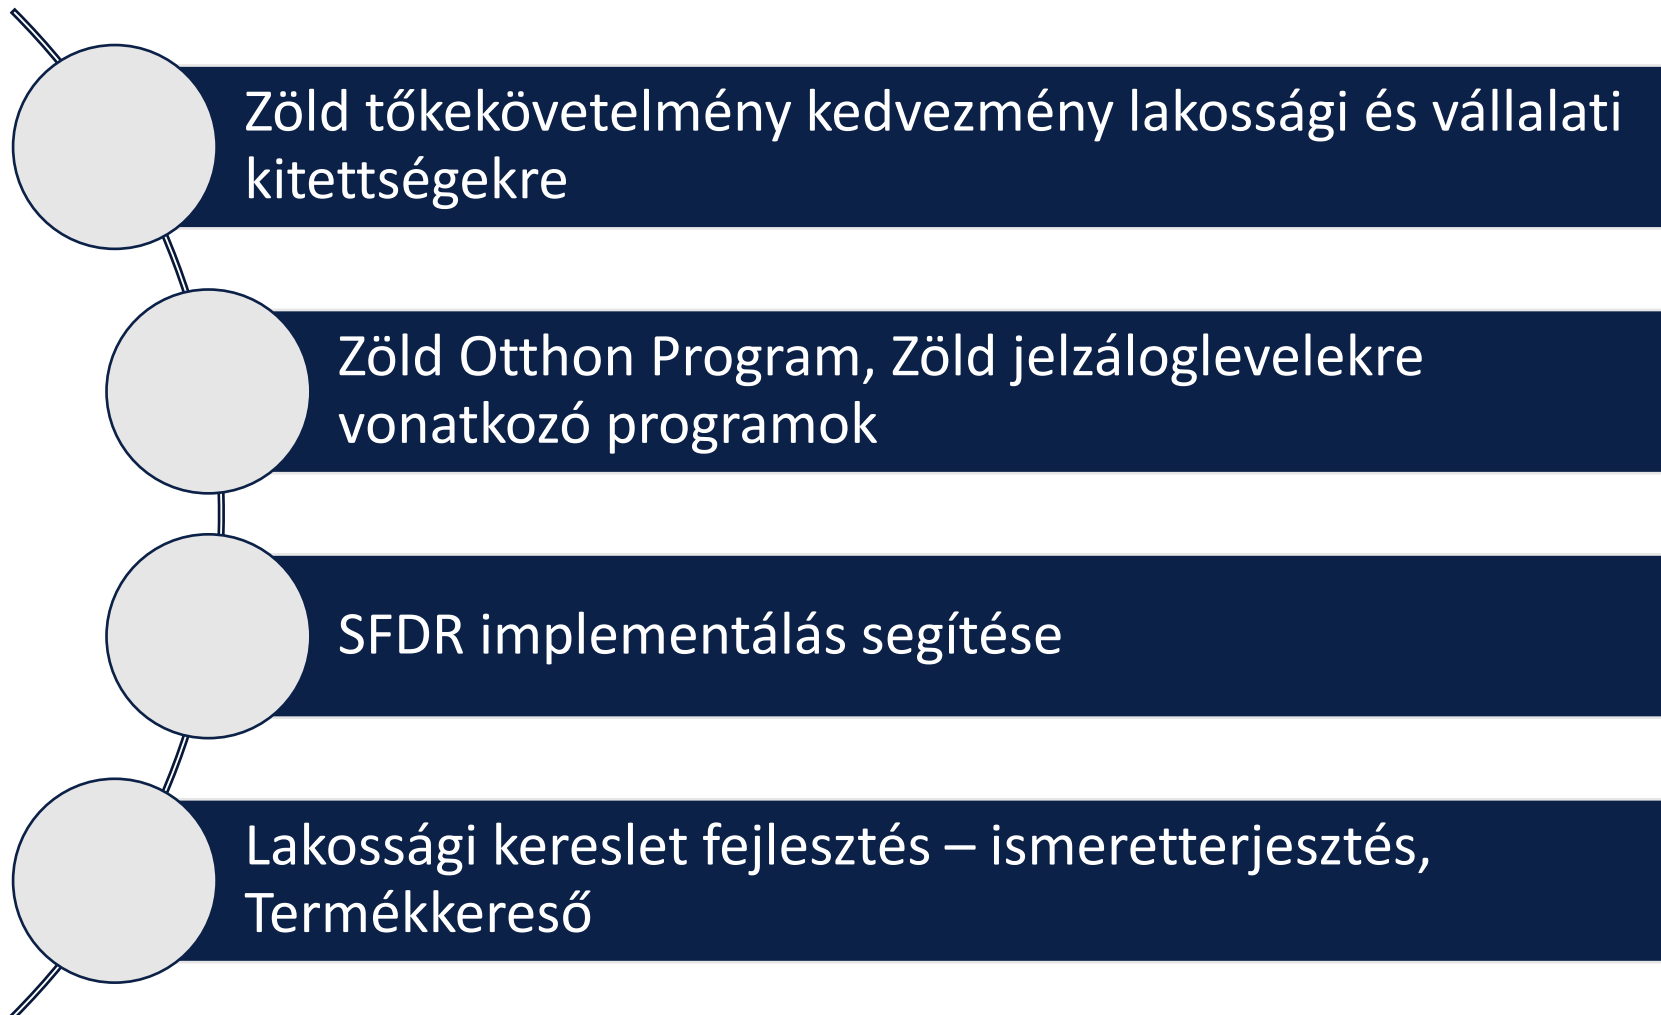 Zöld tőkekövetelmény kedvezmény lakossági és vállalati
kitettségekre
Zöld Otthon Program, Zöld jelzáloglevelekre
vonatkozó programok
SFDR implementálás segítése
Lakossági kereslet fejlesztés – ismeretterjesztés,
Termékkereső